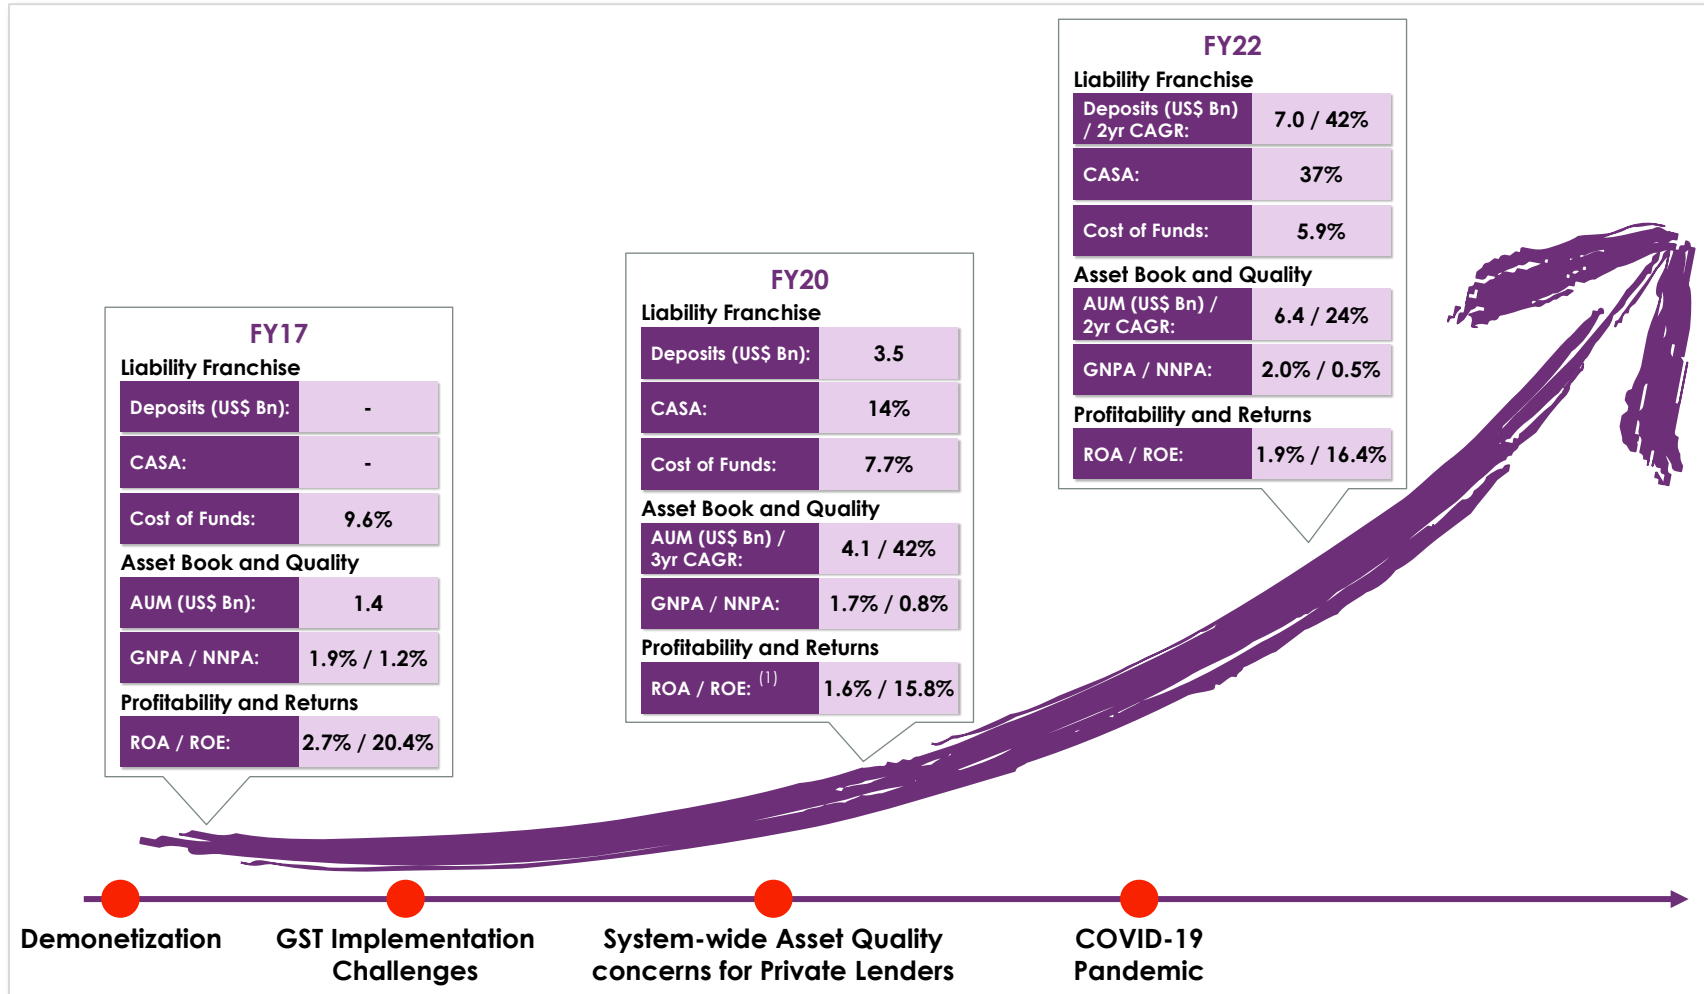 FY17
Liability Franchise
Deposits (US$ Bn): -
CASA: -
Cost of Funds: 9.6%
Asset Book and Quality
AUM (US$ Bn): 1.4
GNPA / NNPA: 1.9% / 1.2%
Profitability and Returns
ROA / ROE: 2.7% / 20.4%
FY20
Liability Franchise
Deposits (US$ Bn): 3.5
CASA: 14%
Cost of Funds: 7.7%
Asset Book and Quality
AUM (US$ Bn) /
3yr CAGR: 4.1 / 42%
GNPA / NNPA: 1.7% / 0.8%
Profitability and Returns
ROA / ROE: (1) 1.6% / 15.8%
FY22
Liability Franchise
Deposits (US$ Bn)
/ 2yr CAGR: 7.0 / 42%
CASA: 37%
Cost of Funds: 5.9%
Asset Book and Quality
AUM (US$ Bn) /
2yr CAGR: 6.4 / 24%
GNPA / NNPA: 2.0% / 0.5%
Profitability and Returns
ROA / ROE: 1.9% / 16.4%
Demonetization
GST Implementation
Challenges
System-wide Asset Quality
concerns for Private Lenders
COVID-19
Pandemic